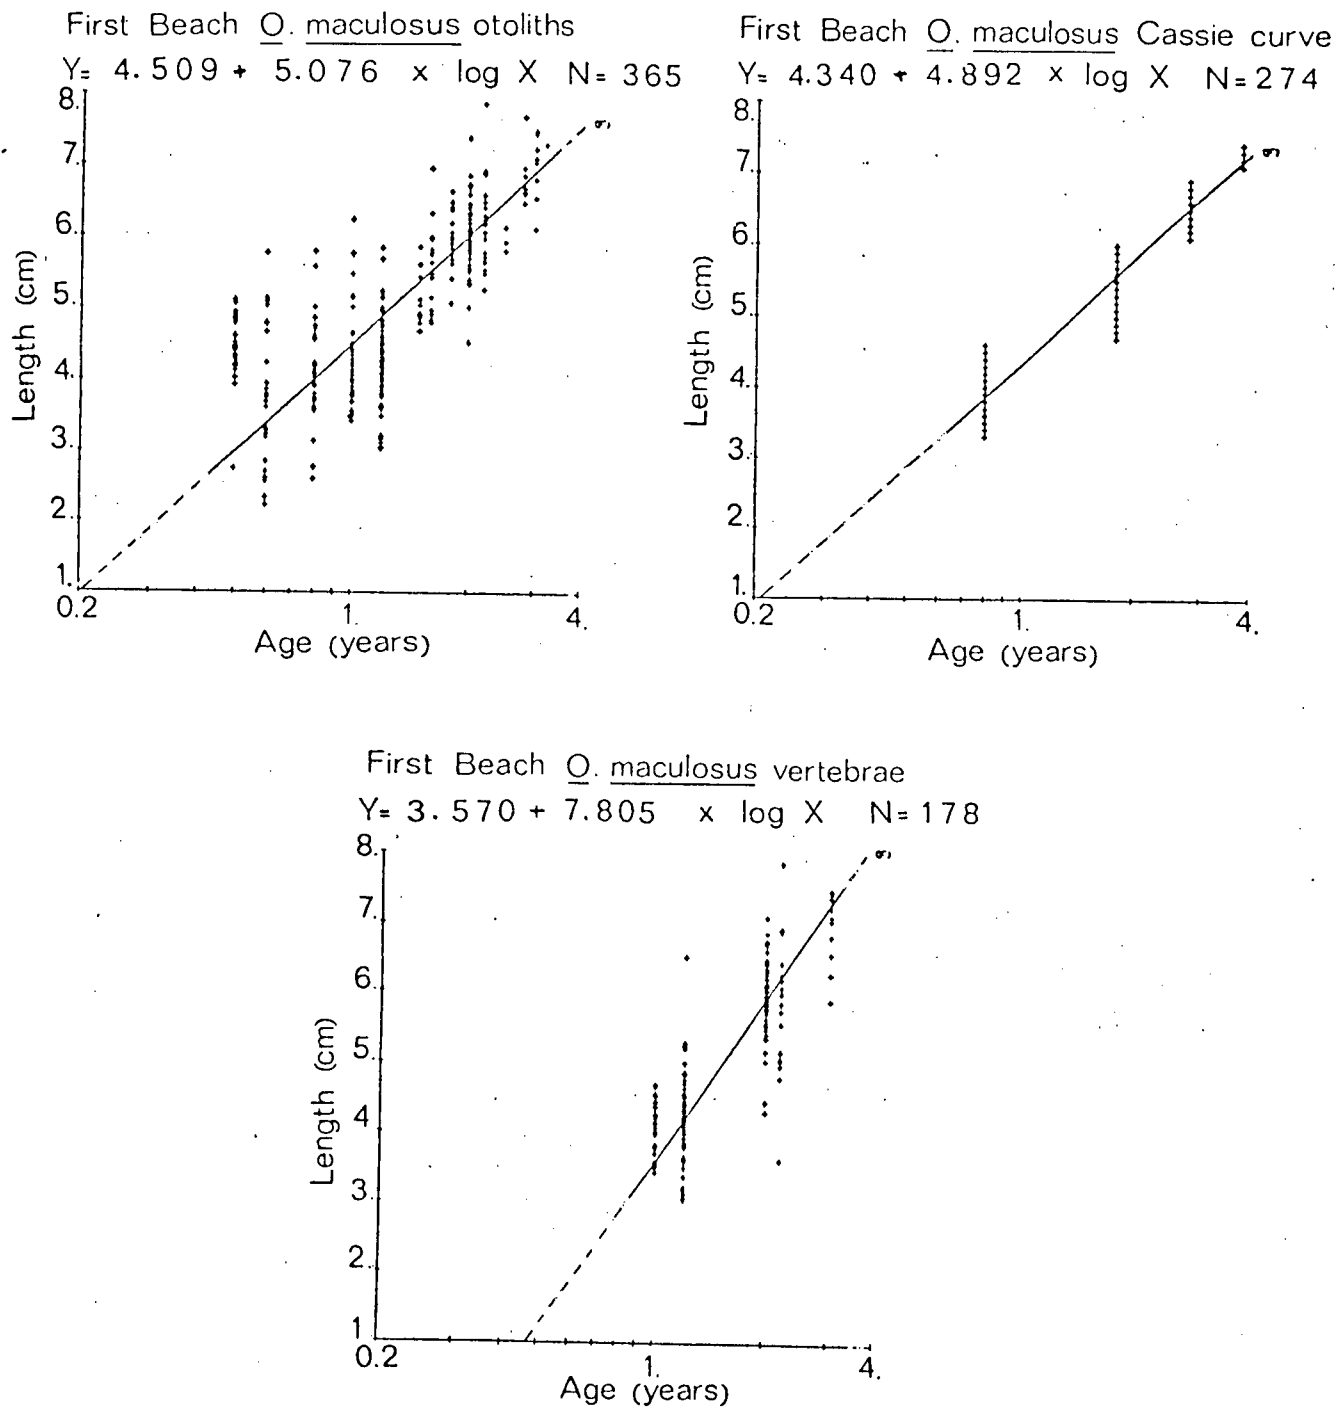 First Beach O. maculosus otoliths
Y= 4.509 + 5.076 x log X N= 365
8.
7.
6.
5.
4.
3.
2.
1.
Length (cm)
0.2
1.
4.
Age (years)
First Beach O. maculosus Cassie curve
Y= 4.340 + 4.892 x log X N= 274
8.
7.
6.
5.
4.
3.
2.
1.
Length (cm)
0.2
1.
4.
Age (years)
First Beach O. maculosus vertebrae
Y= 3.570 + 7.805 x log X N= 178
8.
7.
6.
5.
4.
3.
2.
1
Length (cm)
0.2
1.
4.
Age (years)